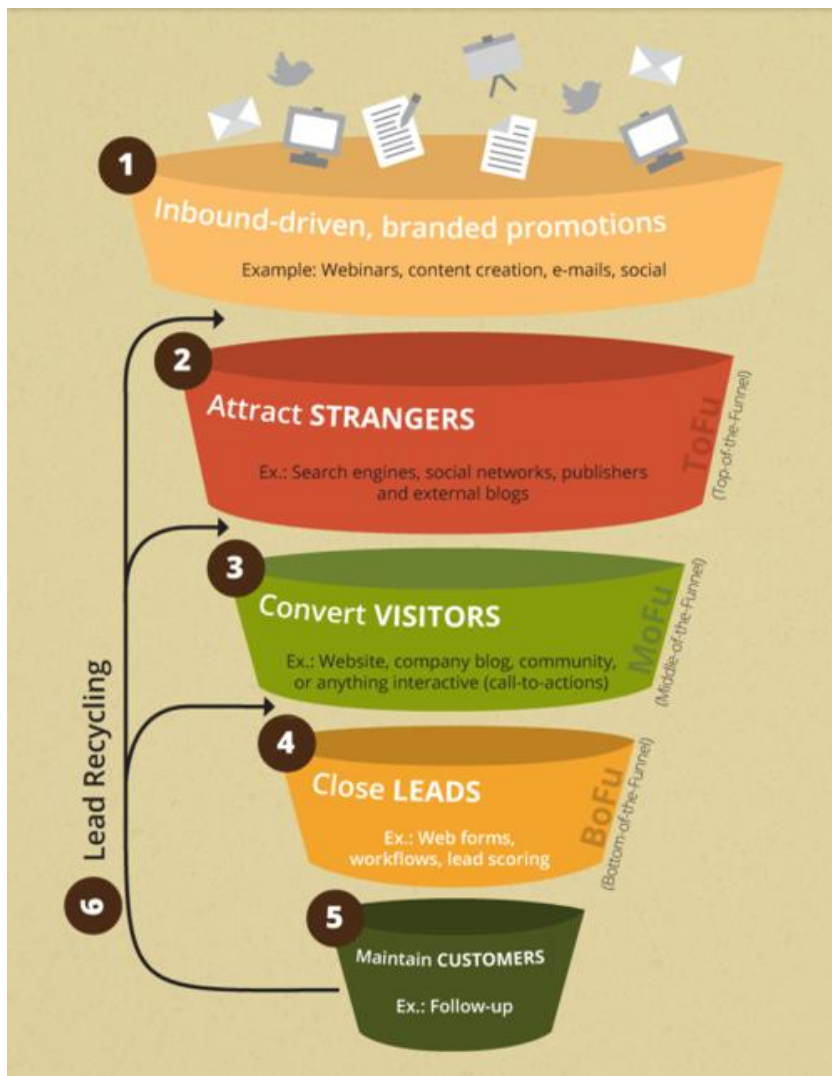 1
Inbound-driven, branded promotions
Example: Webinars, content creation, e-mails, social
2
Attract STRANGERS
Ex.: Search engines, social networks, publishers
and external blogs
ToFu
(Top-of-the-Funnel)
3
Convert VISITORS
Ex.: Website, company blog, community,
or anything interactive (call-to-actions)
MoFu
(Middle-of-the-Funnel)
4
Close LEADS
Ex.: Web forms,
workflows, lead scoring
BoFu
(Bottom-of-the-Funnel)
5
Maintain CUSTOMERS
Ex.: Follow-up
6
Lead Recycling